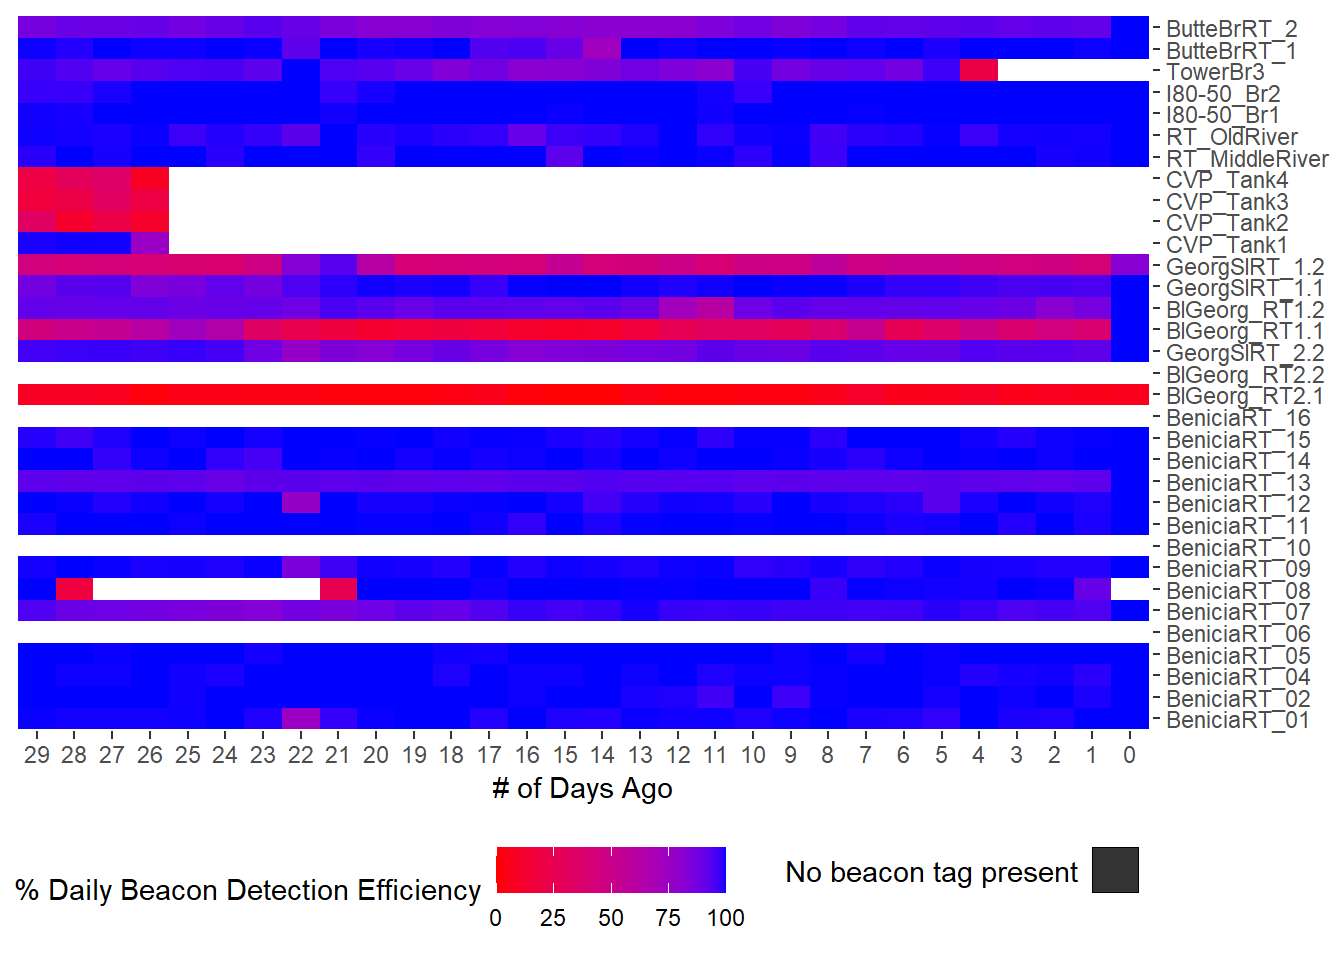 ButteBrRT_2
ButteBrRT_1
TowerBr3
I80-50_Br2
I80-50_Br1
RT_OldRiver
RT_MiddleRiver
CVP_Tank4
CVP_Tank3
CVP_Tank2
CVP_Tank1
GeorgSlRT_1.2
GeorgSlRT_1.1
BlGeorg_RT1.2
BlGeorg_RT1.1
GeorgSlRT_2.2
BlGeorg_RT2.2
BlGeorg_RT2.1
BeniciaRT_16
BeniciaRT_15
BeniciaRT_14
BeniciaRT_13
BeniciaRT_12
BeniciaRT_11
BeniciaRT_10
BeniciaRT_09
BeniciaRT_08
BeniciaRT_07
BeniciaRT_06
BeniciaRT_05
BeniciaRT_04
BeniciaRT_02
BeniciaRT_01
29 28 27 26 25 24 23 22 21 20 19 18 17 16 15 14 13 12 11 10 9 8 7 6 5 4 3 2 1 0
# of Days Ago
% Daily Beacon Detection Efficiency
0 25 50 75 100
No beacon tag present